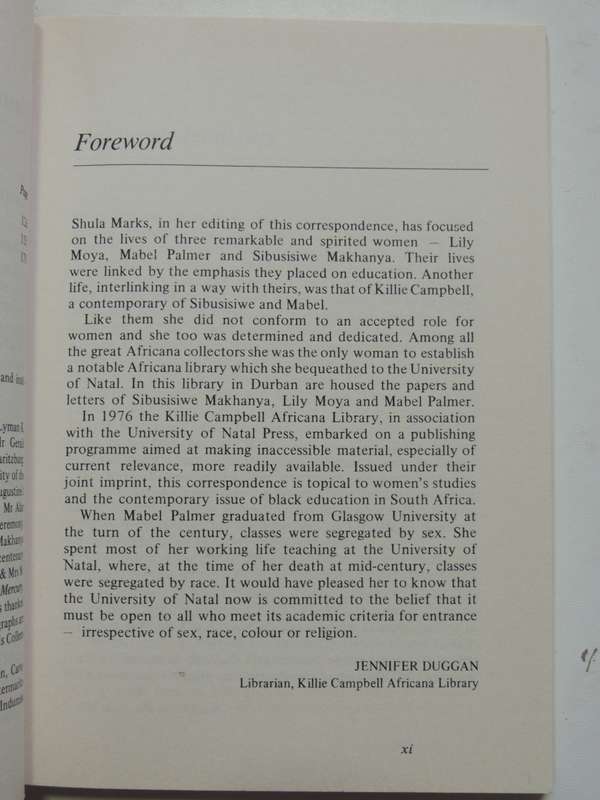 Foreword
Shula Marks, in her editing of this correspondence, has focused
on the lives of three remarkable and spirited women — Lily
Moya, Mabel Palmer and Sibusisiwe Makhanya. Their lives
were linked by the emphasis they placed on education. Another
life, interlinking in a way with theirs, was that of Killie Campbell,
a contemporary of Sibusisiwe and Mabel.
Like them she did not conform to an accepted role for
women and she too was determined and dedicated. Among all
the great Africana collectors she was the only woman to establish
a notable Africana library which she bequeathed to the University
of Natal. In this library in Durban are housed the papers and
letters of Sibusisiwe Makhanya, Lily Moya and Mabel Palmer.
In 1976 the Killie Campbell Africana Library, in association
with the University of Natal Press, embarked on a publishing
programme aimed at making inaccessible material, especially of
current relevance, more readily available. Issued under their
joint imprint, this correspondence is topical to women's studies
and the contemporary issue of black education in South Africa.
When Mabel Palmer graduated from Glasgow University at
the turn of the century, classes were segregated by sex. She
spent most of her working life teaching at the University of
Natal, where, at the time of her death at mid-century, classes
were segregated by race. It would have pleased her to know that
the University of Natal now is committed to the belief that it
must be open to all who meet its academic criteria for entrance
— irrespective of sex, race, colour or religion.
JENNIFER DUGGAN
Librarian, Killie Campbell Africana Library
xi